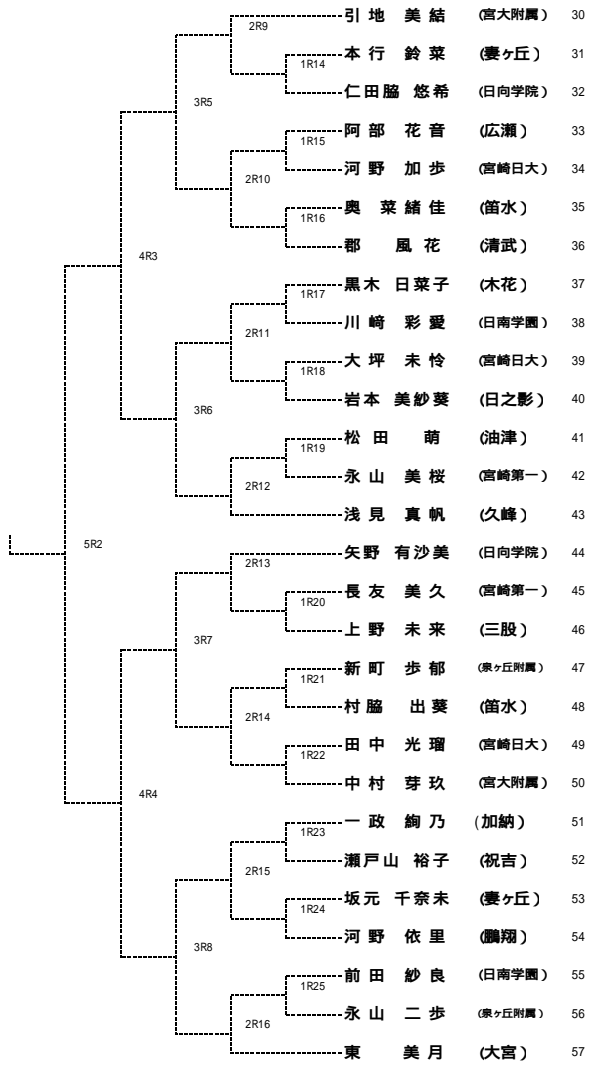 引地 美結 (宮大附属) 30
2R9
本行 鈴菜 (妻ヶ丘) 31
1R14
仁田脇 悠希 (日向学院) 32
3R5
阿部 花音 (広瀬) 33
1R15
河野 加歩 (宮崎日大) 34
2R10
奥 菜緒佳 (笛水) 35
1R16
郡 風花 (清武) 36
4R3
黒木 日菜子 (木花) 37
1R17
川﨑 彩愛 (日南学園) 38
2R11
大坪 未怜 (宮崎日大) 39
1R18
岩本 美紗葵 (日之影) 40
3R6
松田 萌 (油津) 41
1R19
永山 美桜 (宮崎第一) 42
2R12
浅見 真帆 (久峰) 43
5R2
矢野 有沙美 (日向学院) 44
2R13
長友 美久 (宮崎第一) 45
1R20
上野 未来 (三股) 46
3R7
新町 歩郁 (泉ヶ丘附属) 47
1R21
村脇 出葵 (笛水) 48
2R14
田中 光瑠 (宮崎日大) 49
1R22
中村 芽玖 (宮大附属) 50
4R4
一政 絢乃 (加納) 51
1R23
瀬戸山 裕子 (祝吉) 52
2R15
坂元 千奈未 (妻ヶ丘) 53
1R24
河野 依里 (鵬翔) 54
3R8
前田 紗良 (日南学園) 55
1R25
永山 二歩 (泉ヶ丘附属) 56
2R16
東 美月 (大宮) 57